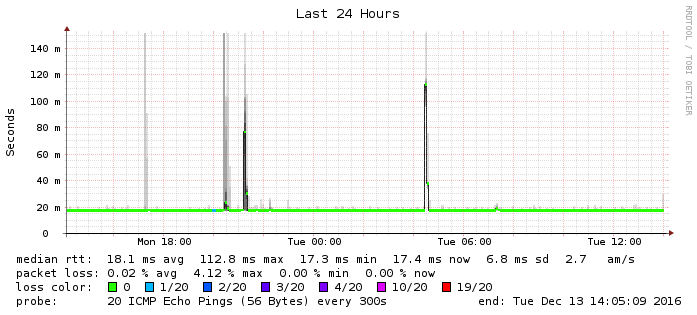 Last 24 Hours
RRDTOOL / TOBI OETIKER
Seconds
140 m
120 m
100 m
80 m
60 m
40 m
20 m
0
Mon 18:00 Tue 00:00 Tue 06:00 Tue 12:00
median rtt: 18.1 ms avg 112.8 ms max 17.3 ms min 17.4 ms now 6.8 ms sd 2.7 am/s
packet loss: 0.02 % avg 4.12 % max 0.00 % min 0.00 % now
loss color: 0 1/20 2/20 3/20 4/20 10/20 19/20
probe: 20 ICMP Echo Pings (56 Bytes) every 300s end: Tue Dec 13 14:05:09 2016